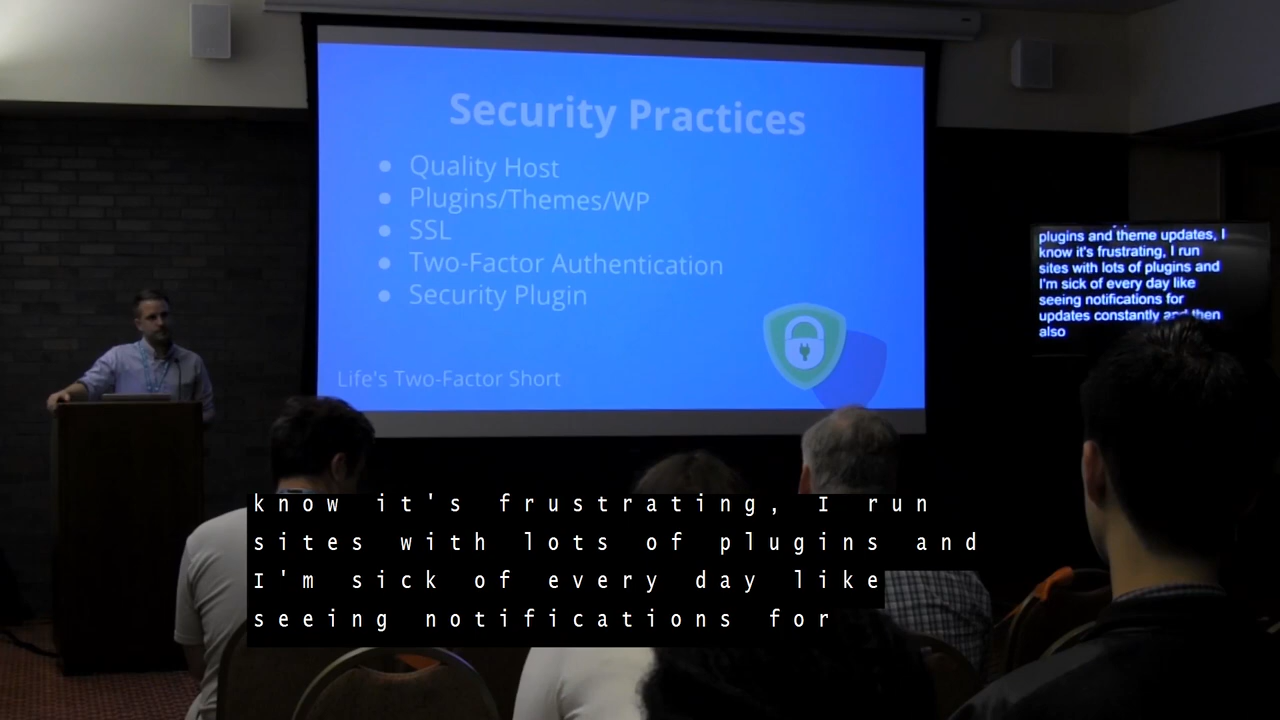 Security Practices
Quality Host
Plugins/Themes/WP
SSL
Two-Factor Authentication
Security Plugin
Life's Two-Factor Short
plugins and theme updates, I
know it's frustrating, I run
sites with lots of plugins and
I'm sick of every day like
seeing notifications for
updates constantly and then
also
know it's frustrating, I run
sites with lots of plugins and
I'm sick of every day like
seeing notifications for